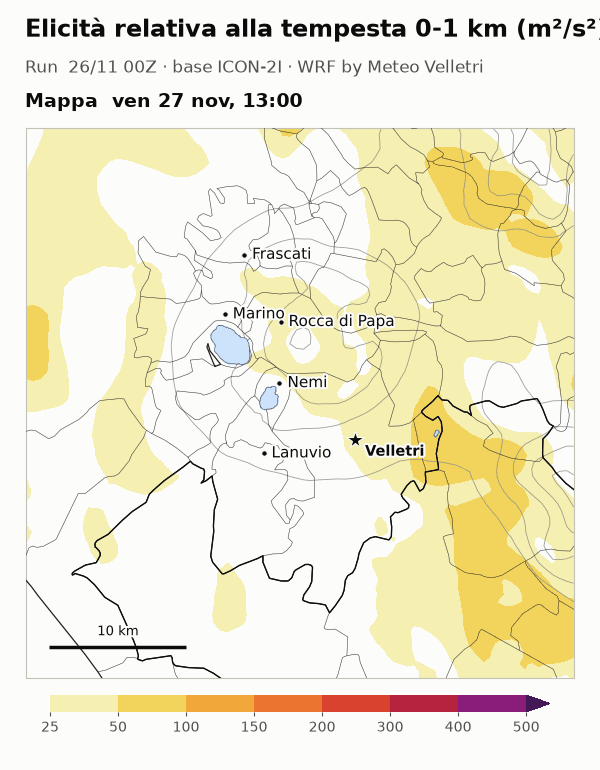 Elicità relativa alla tempesta 0-1 km (m²/s²)
Run  26/11 00Z · base ICON-2I · WRF by Meteo Velletri
Mappa  ven 27 nov, 13:00
Frascati
Marino
Rocca di Papa
Nemi
Velletri
Lanuvio
10 km
25 50 100 150 200 300 400 500